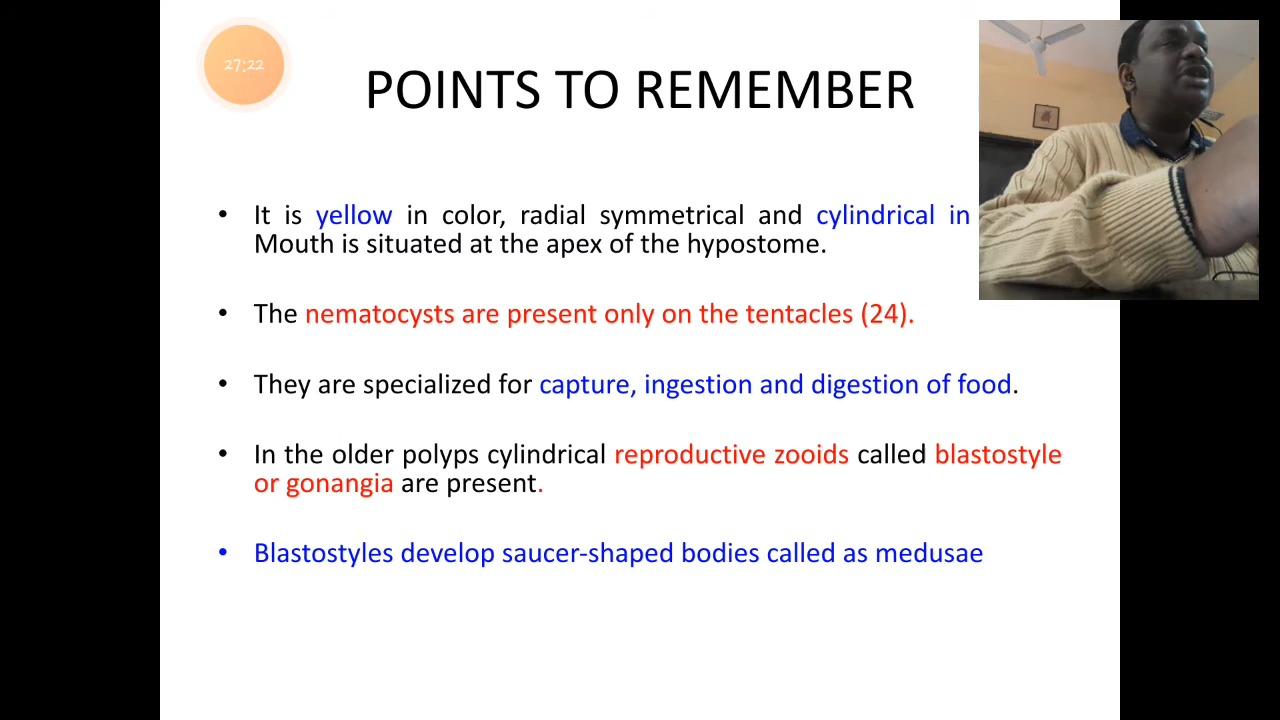 27:22
POINTS TO REMEMBER
• It is yellow in color, radial symmetrical and cylindrical in
Mouth is situated at the apex of the hypostome.
• The nematocysts are present only on the tentacles (24).
• They are specialized for capture, ingestion and digestion of food.
• In the older polyps cylindrical reproductive zooids called blastostyle
or gonangia are present.
• Blastostyles develop saucer-shaped bodies called as medusae